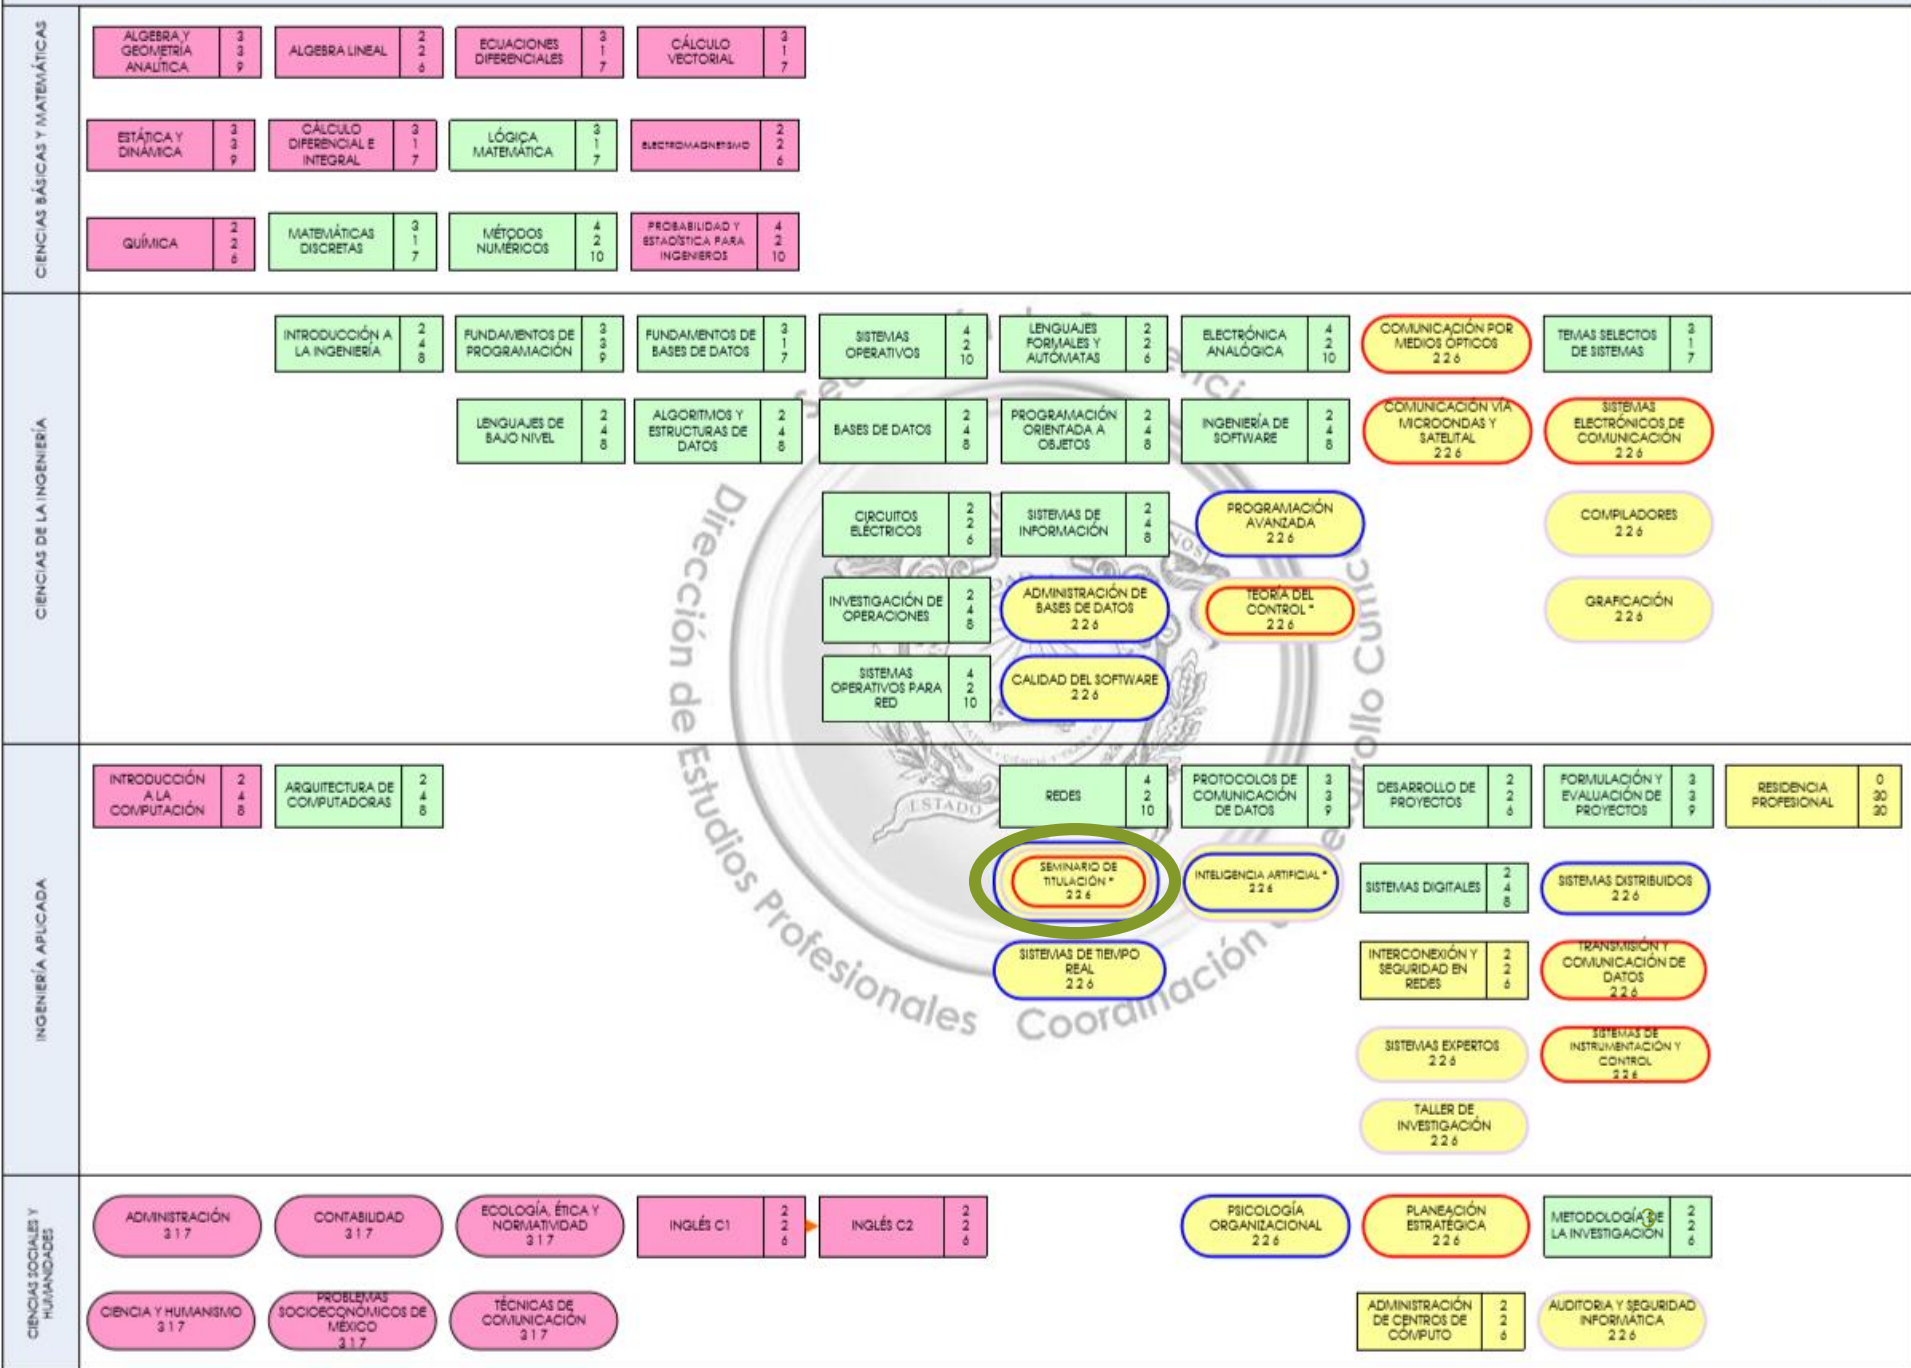 CIENCIAS BÁSICAS Y MATEMÁTICAS
ALGEBRA Y
GEOMETRÍA
ANALÍTICA
3
3
9
ALGEBRA LINEAL
2
2
6
ECUACIONES
DIFERENCIALES
3
1
7
CÁLCULO
VECTORIAL
3
1
7
ESTÁTICA Y
DINÁMICA
3
3
9
CÁLCULO
DIFERENCIAL E
INTEGRAL
3
1
7
LÓGICA
MATEMÁTICA
3
1
7
ELECTROMAGNETISMO
2
2
6
QUÍMICA
2
2
6
MATEMÁTICAS
DISCRETAS
3
1
7
MÉTODOS
NUMÉRICOS
4
2
10
PROBABILIDAD Y
ESTADÍSTICA PARA
INGENIEROS
4
2
10
CIENCIAS DE LA INGENIERÍA
INTRODUCCIÓN A
LA INGENIERÍA
2
4
8
FUNDAMENTOS DE
PROGRAMACIÓN
3
3
9
FUNDAMENTOS DE
BASES DE DATOS
3
1
7
SISTEMAS
OPERATIVOS
4
2
10
LENGUAJES
FORMALES Y
AUTÓMATAS
2
2
6
ELECTRÓNICA
ANALÓGICA
4
2
10
COMUNICACIÓN POR
MEDIOS ÓPTICOS
2 2 6
TEMAS SELECTOS
DE SISTEMAS
3
1
7
LENGUAJES DE
BAJO NIVEL
2
4
8
ALGORITMOS Y
ESTRUCTURAS DE
DATOS
2
4
8
BASES DE DATOS
2
4
8
PROGRAMACIÓN
ORIENTADA A
OBJETOS
2
4
8
INGENIERÍA DE
SOFTWARE
2
4
8
COMUNICACIÓN VÍA
MICROONDAS Y
SATELITAL
2 2 6
SISTEMAS
ELECTRÓNICOS DE
COMUNICACIÓN
2 2 6
CIRCUITOS
ELÉCTRICOS
2
2
6
SISTEMAS DE
INFORMACIÓN
2
4
8
PROGRAMACIÓN
AVANZADA
2 2 6
COMPILADORES
2 2 6
INVESTIGACIÓN DE
OPERACIONES
2
4
8
ADMINISTRACIÓN DE
BASES DE DATOS
2 2 6
TEORÍA DEL
CONTROL *
2 2 6
GRAFICACIÓN
2 2 6
SISTEMAS
OPERATIVOS PARA
RED
4
2
10
CALIDAD DEL SOFTWARE
2 2 6
Dirección de Estudios Profesionales
Coordinación
ESTADO
INGENIERÍA APLICADA
INTRODUCCIÓN
A LA
COMPUTACIÓN
2
4
8
ARQUITECTURA DE
COMPUTADORAS
2
4
8
REDES
4
2
10
PROTOCOLOS DE
COMUNICACIÓN
DE DATOS
3
3
9
DESARROLLO DE
PROYECTOS
2
2
6
FORMULACIÓN Y
EVALUACIÓN DE
PROYECTOS
3
3
9
RESIDENCIA
PROFESIONAL
0
30
30
SEMINARIO DE
TITULACIÓN *
2 2 6
INTELIGENCIA ARTIFICIAL *
2 2 6
SISTEMAS DIGITALES
2
4
8
SISTEMAS DISTRIBUIDOS
2 2 6
SISTEMAS DE TIEMPO
REAL
2 2 6
INTERCONEXIÓN Y
SEGURIDAD EN
REDES
2
2
6
TRANSMISIÓN Y
COMUNICACIÓN DE
DATOS
2 2 6
SISTEMAS EXPERTOS
2 2 6
SISTEMAS DE
INSTRUMENTACIÓN Y
CONTROL
2 2 6
TALLER DE
INVESTIGACIÓN
2 2 6
CIENCIAS SOCIALES Y
HUMANIDADES
ADMINISTRACIÓN
3 1 7
CONTABILIDAD
3 1 7
ECOLOGÍA, ÉTICA Y
NORMATIVIDAD
3 1 7
INGLÉS C1
2
2
6
INGLÉS C2
2
2
6
PSICOLOGÍA
ORGANIZACIONAL
2 2 6
PLANEACIÓN
ESTRATÉGICA
2 2 6
METODOLOGÍA DE
LA INVESTIGACIÓN
2
2
6
3
CIENCIA Y HUMANISMO
3 1 7
PROBLEMAS
SOCIOECONÓMICOS DE
MÉXICO
3 1 7
TÉCNICAS DE
COMUNICACIÓN
3 1 7
ADMINISTRACIÓN
DE CENTROS DE
CÓMPUTO
2
2
6
AUDITORIA Y SEGURIDAD
INFORMÁTICA
2 2 6